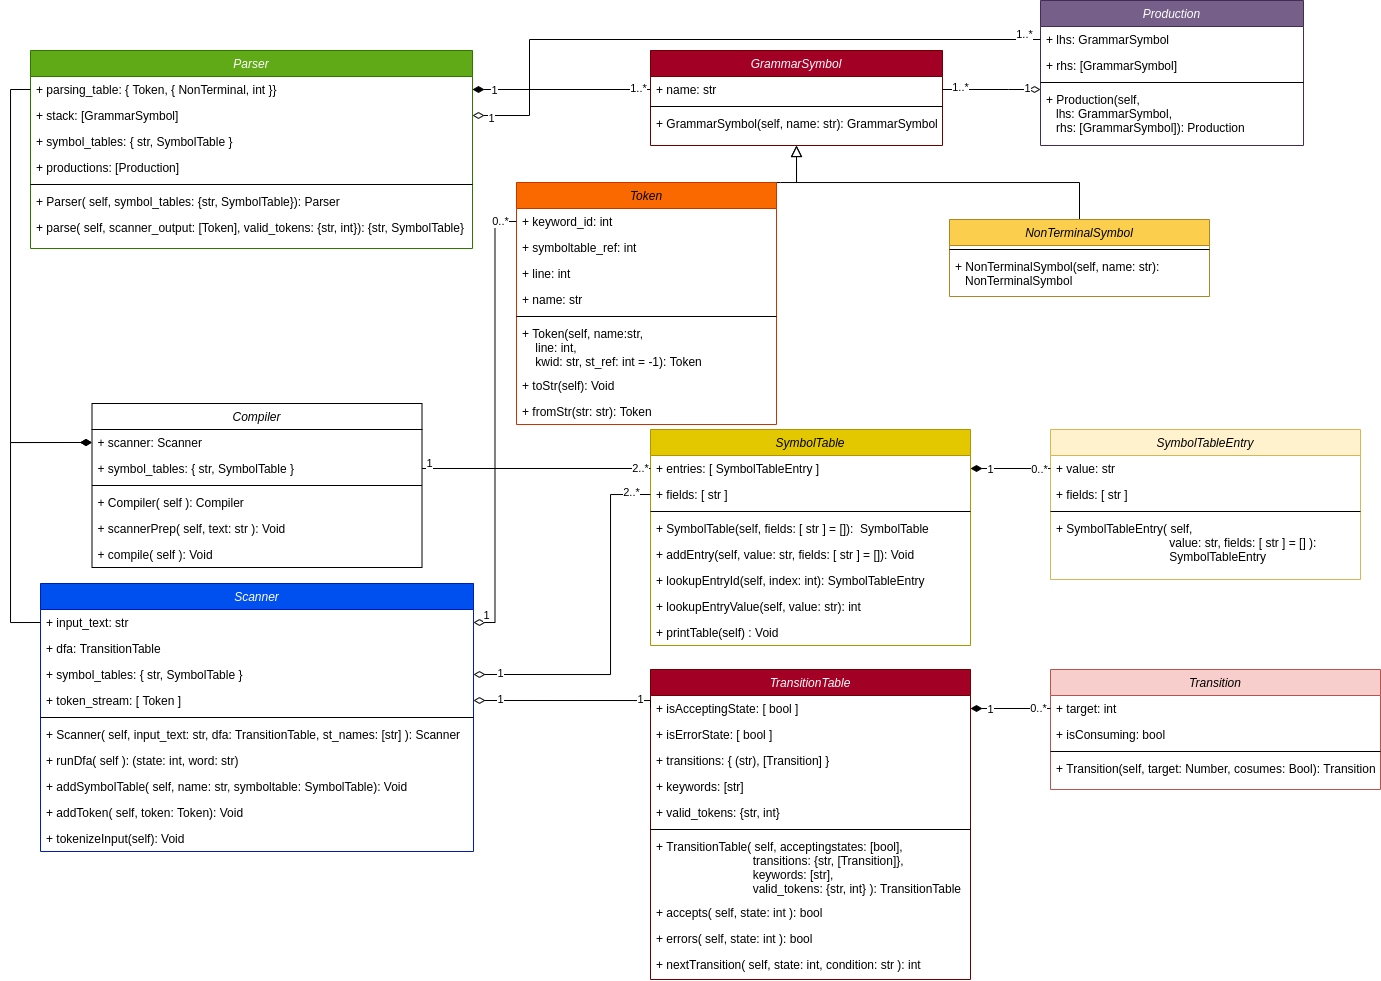 Production
+ lhs: GrammarSymbol
+ rhs: [GrammarSymbol]
+ Production(self,
lhs: GrammarSymbol,
rhs: [GrammarSymbol]): Production
1..*
Parser
+ parsing_table: { Token, { NonTerminal, int }}
+ stack: [GrammarSymbol]
+ symbol_tables: { str, SymbolTable }
+ productions: [Production]
+ Parser( self, symbol_tables: {str, SymbolTable}): Parser
+ parse( self, scanner_output: [Token], valid_tokens: {str, int}): {str, SymbolTable}
1
1..*
1
GrammarSymbol
+ name: str
+ GrammarSymbol(self, name: str): GrammarSymbol
1..*
1
Token
+ keyword_id: int
+ symboltable_ref: int
+ line: int
+ name: str
+ Token(self, name:str,
line: int,
kwid: str, st_ref: int = -1): Token
+ toStr(self): Void
+ fromStr(str: str): Token
0..*
NonTerminalSymbol
+ NonTerminalSymbol(self, name: str):
NonTerminalSymbol
Compiler
+ scanner: Scanner
+ symbol_tables: { str, SymbolTable }
+ Compiler( self ): Compiler
+ scannerPrep( self, text: str ): Void
+ compile( self ): Void
1
2..*
2..*
SymbolTable
+ entries: [ SymbolTableEntry ]
+ fields: [ str ]
+ SymbolTable(self, fields: [ str ] = []):  SymbolTable
+ addEntry(self, value: str, fields: [ str ] = []): Void
+ lookupEntryId(self, index: int): SymbolTableEntry
+ lookupEntryValue(self, value: str): int
+ printTable(self) : Void
1
0..*
SymbolTableEntry
+ value: str
+ fields: [ str ]
+ SymbolTableEntry( self,
value: str, fields: [ str ] = [] ):
SymbolTableEntry
Scanner
+ input_text: str
+ dfa: TransitionTable
+ symbol_tables: { str, SymbolTable }
+ token_stream: [ Token ]
+ Scanner( self, input_text: str, dfa: TransitionTable, st_names: [str] ): Scanner
+ runDfa( self ): (state: int, word: str)
+ addSymbolTable( self, name: str, symboltable: SymbolTable): Void
+ addToken( self, token: Token): Void
+ tokenizeInput(self): Void
1
1
1
1
TransitionTable
+ isAcceptingState: [ bool ]
+ isErrorState: [ bool ]
+ transitions: { (str), [Transition] }
+ keywords: [str]
+ valid_tokens: {str, int}
+ TransitionTable( self, acceptingstates: [bool],
transitions: {str, [Transition]},
keywords: [str],
valid_tokens: {str, int} ): TransitionTable
+ accepts( self, state: int ): bool
+ errors( self, state: int ): bool
+ nextTransition( self, state: int, condition: str ): int
1
0..*
Transition
+ target: int
+ isConsuming: bool
+ Transition(self, target: Number, cosumes: Bool): Transition